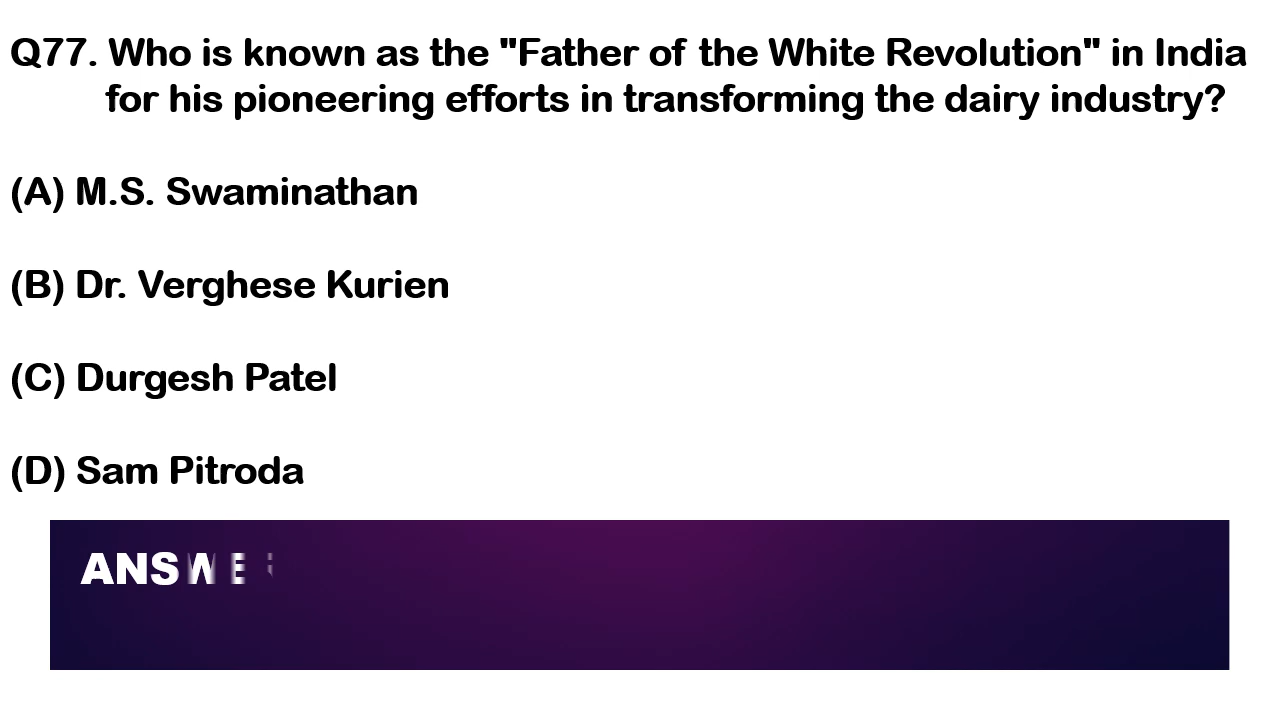 Q77. Who is known as the "Father of the White Revolution" in India
for his pioneering efforts in transforming the dairy industry?
(A) M.S. Swaminathan
(B) Dr. Verghese Kurien
(C) Durgesh Patel
(D) Sam Pitroda